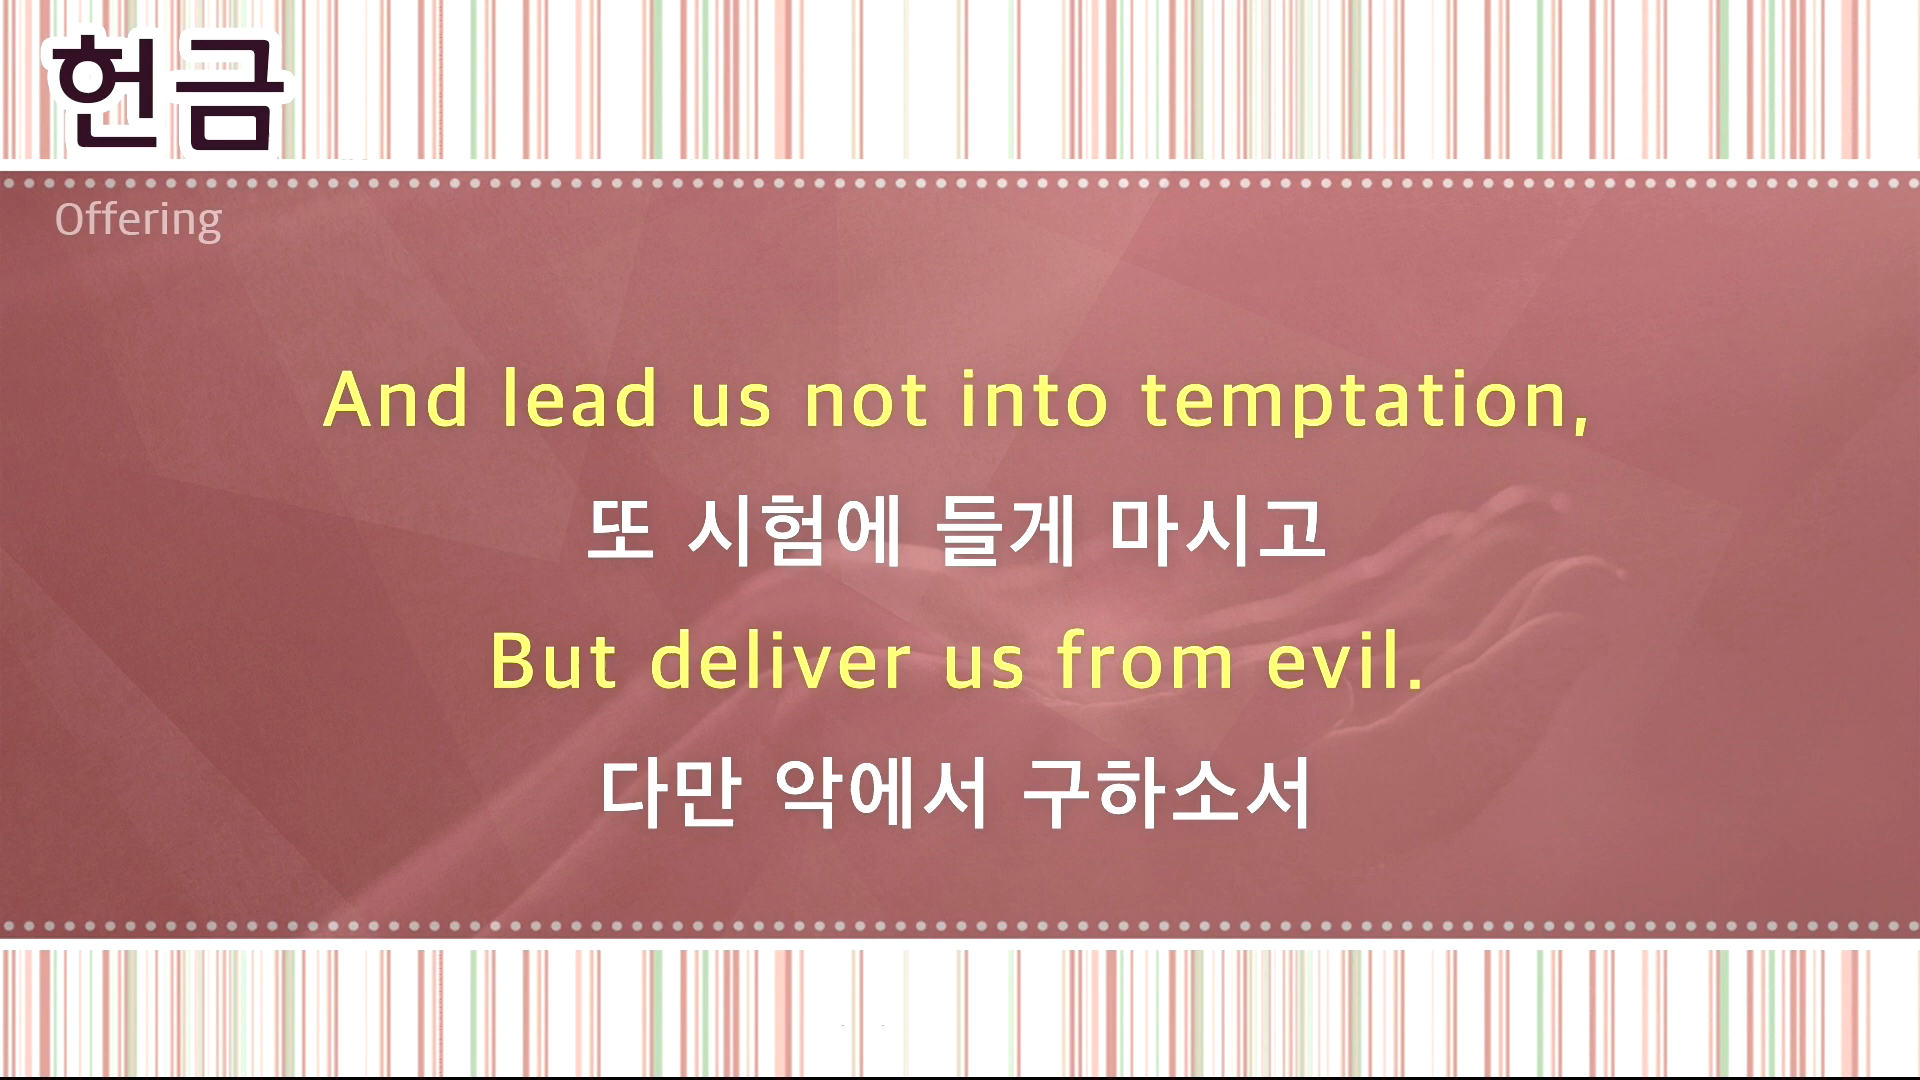 헌금
Offering
And lead us not into temptation,
또 시험에 들게 마시고
But deliver us from evil.
다만 악에서 구하소서